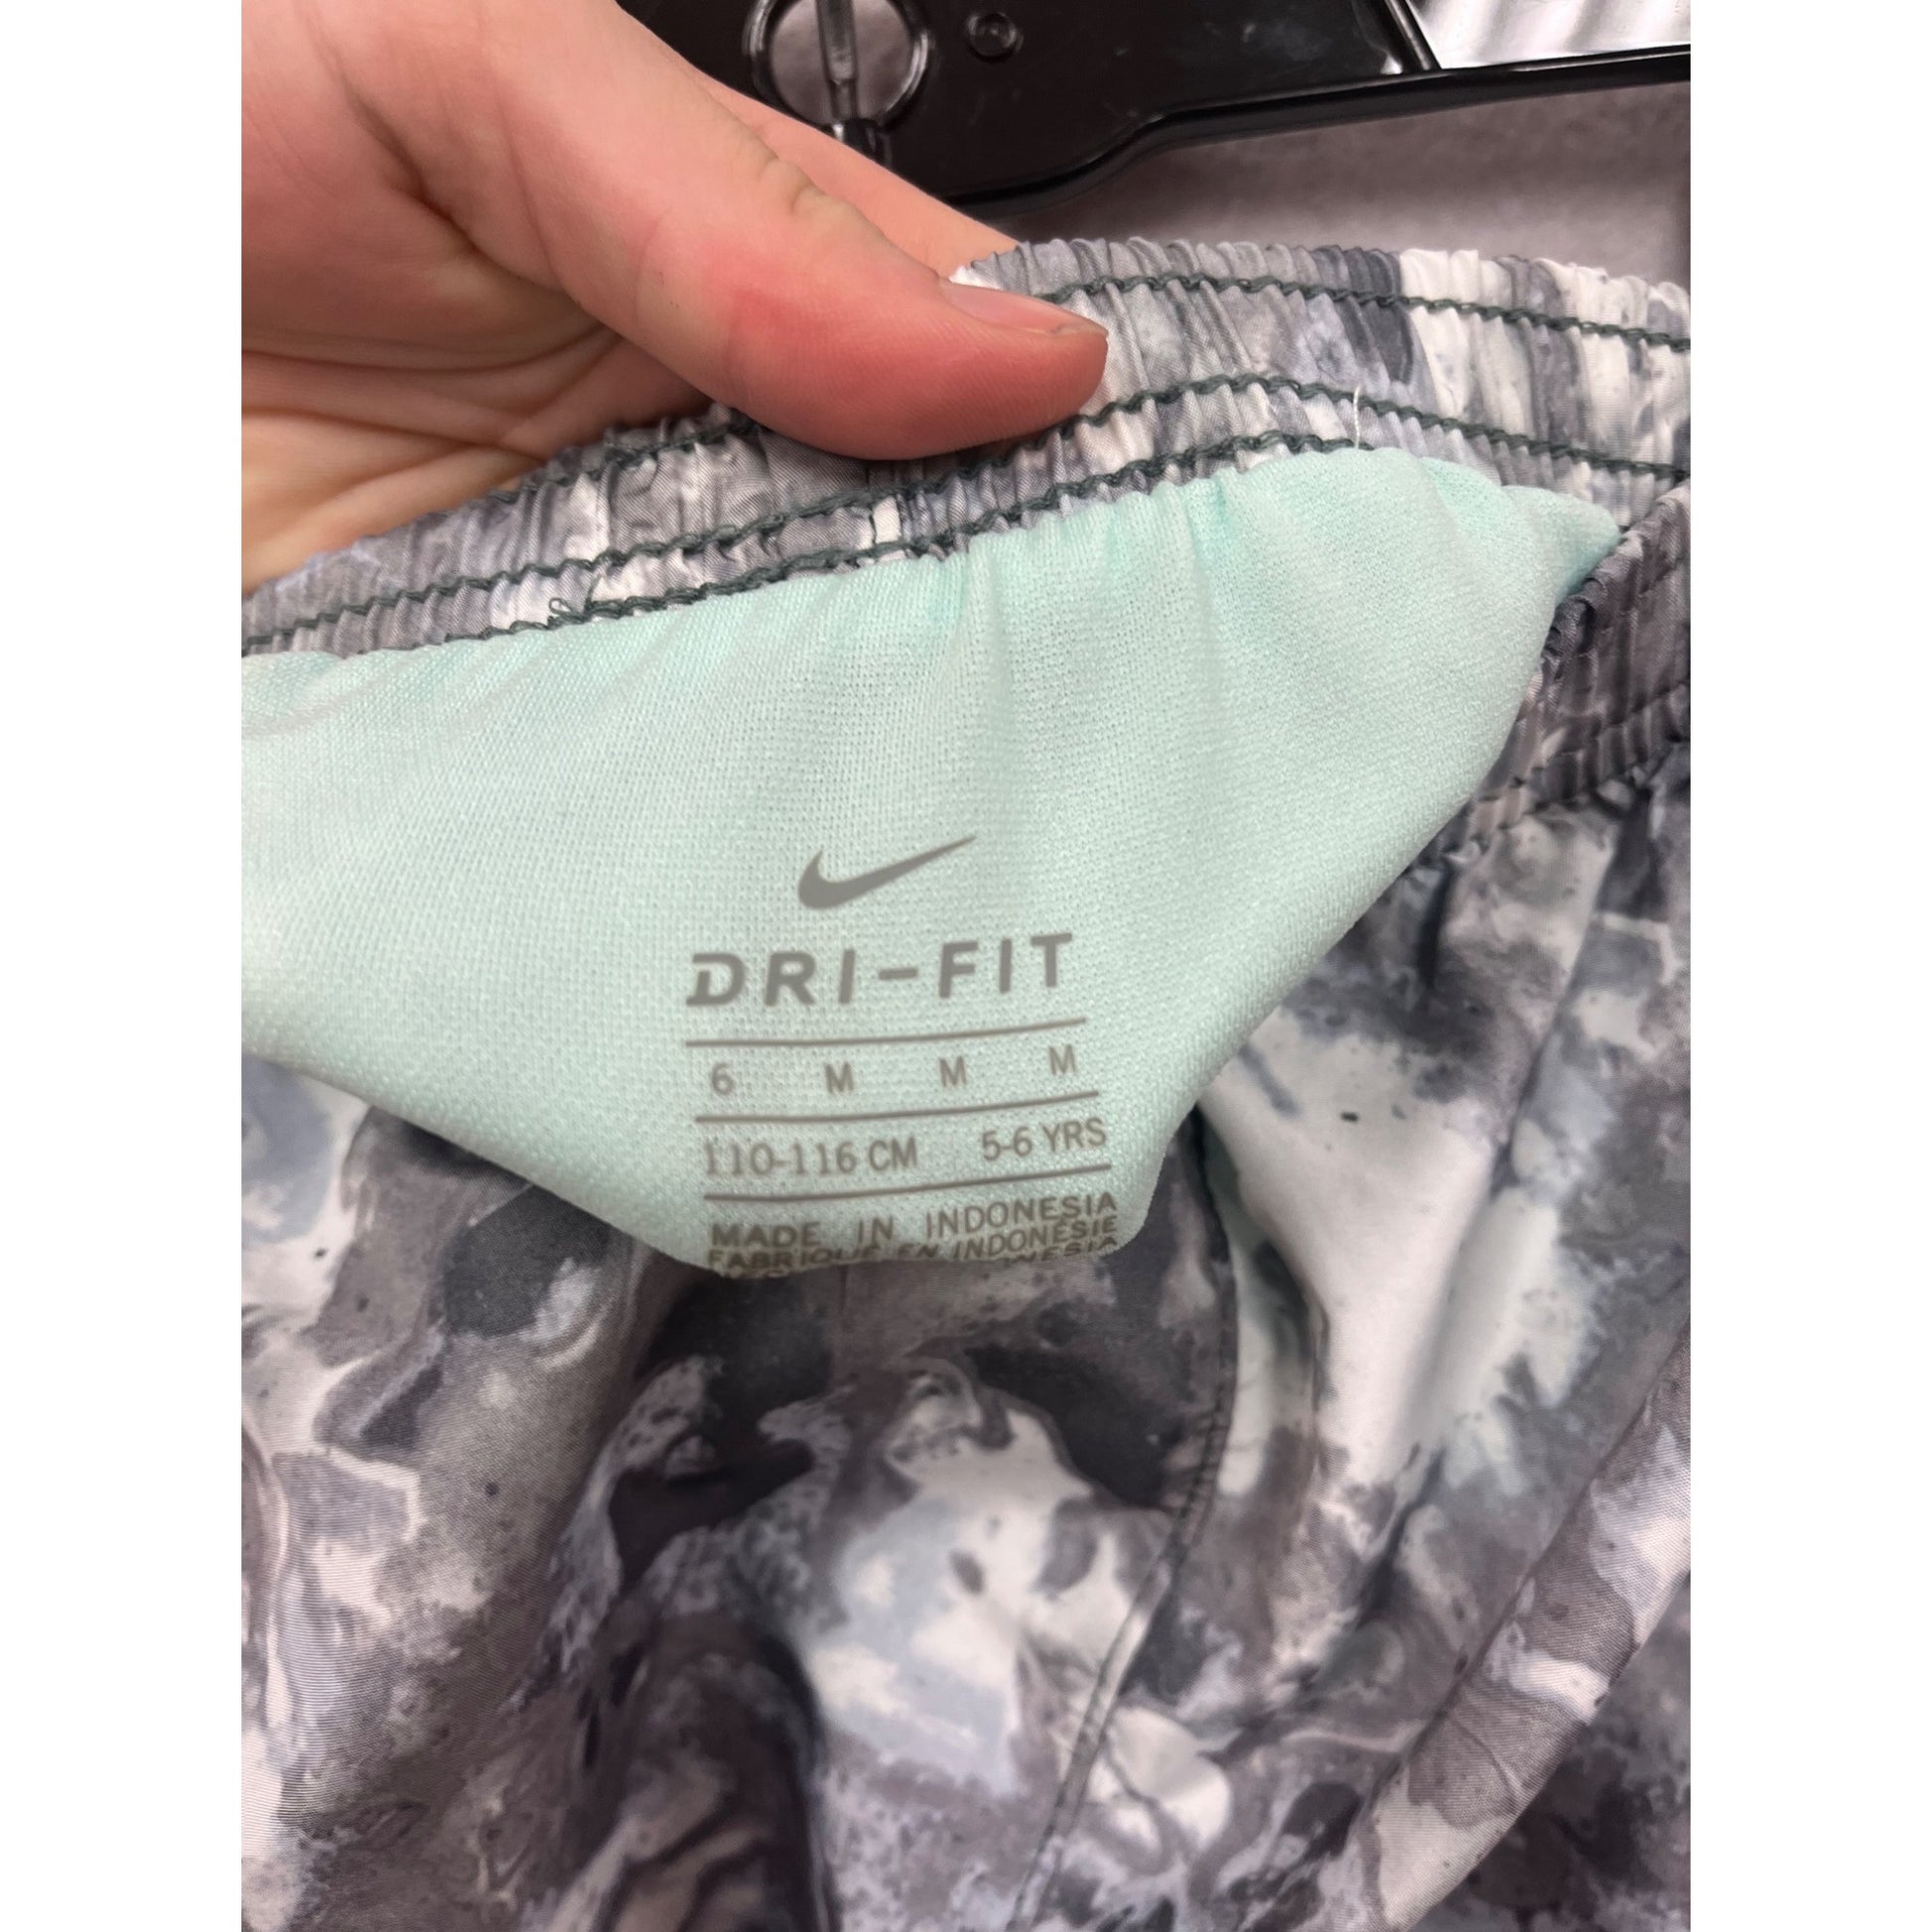 DRI-FIT
6 M M M
110-116 CM 5-6 YRS
MADE IN INDONESIA
FABRIQUÉ EN INDONÉSIE